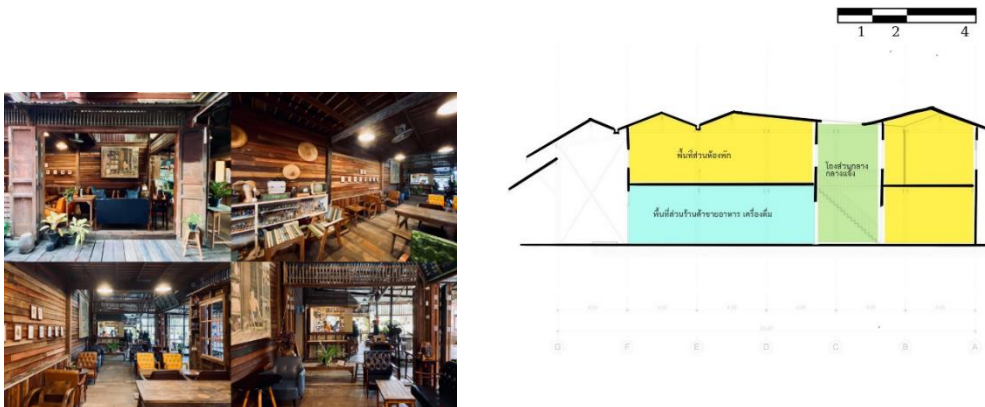 1 2 4
พื้นที่ส่วนห้องพัก
โถงส่วนกลาง
กลางแจ้ง
พื้นที่ส่วนร้านค้าขายอาหาร เครื่องดื่ม
G F E D C B A